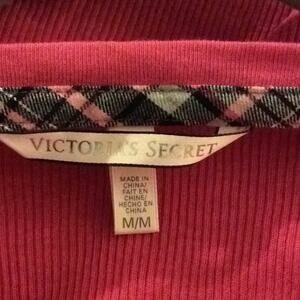 VICTORIA'S SECRET
MADE IN
CHINA/
FAIT EN
CHINE/
HECHO EN
CHINA
M/M